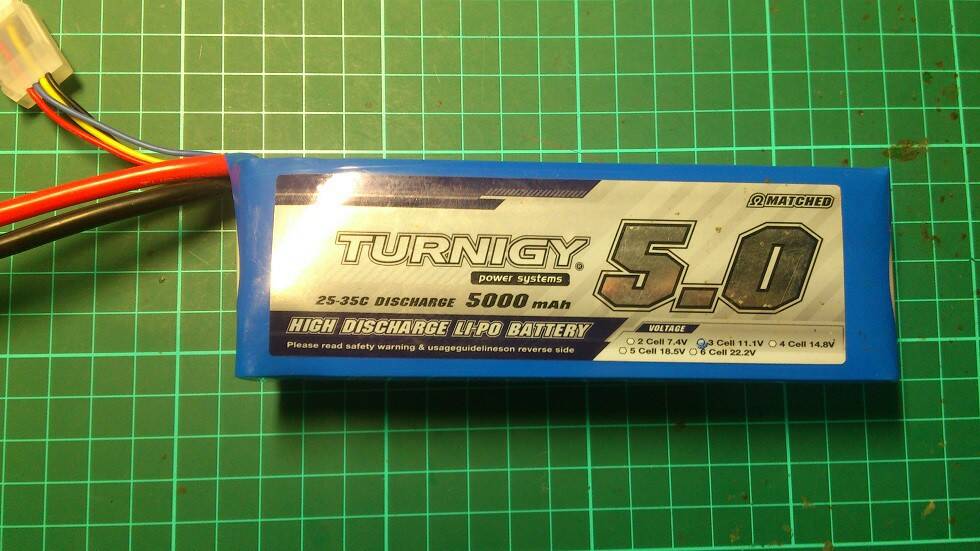 Ω MATCHED
TURNIGY®
power systems
5.0
25-35C DISCHARGE 5000 mAh
HIGH DISCHARGE LI-PO BATTERY
Please read safety warning & usageguidelineson reverse side
VOLTAGE
2 Cell 7.4V 3 Cell 11.1V 4 Cell 14.8V
5 Cell 18.5V 6 Cell 22.2V